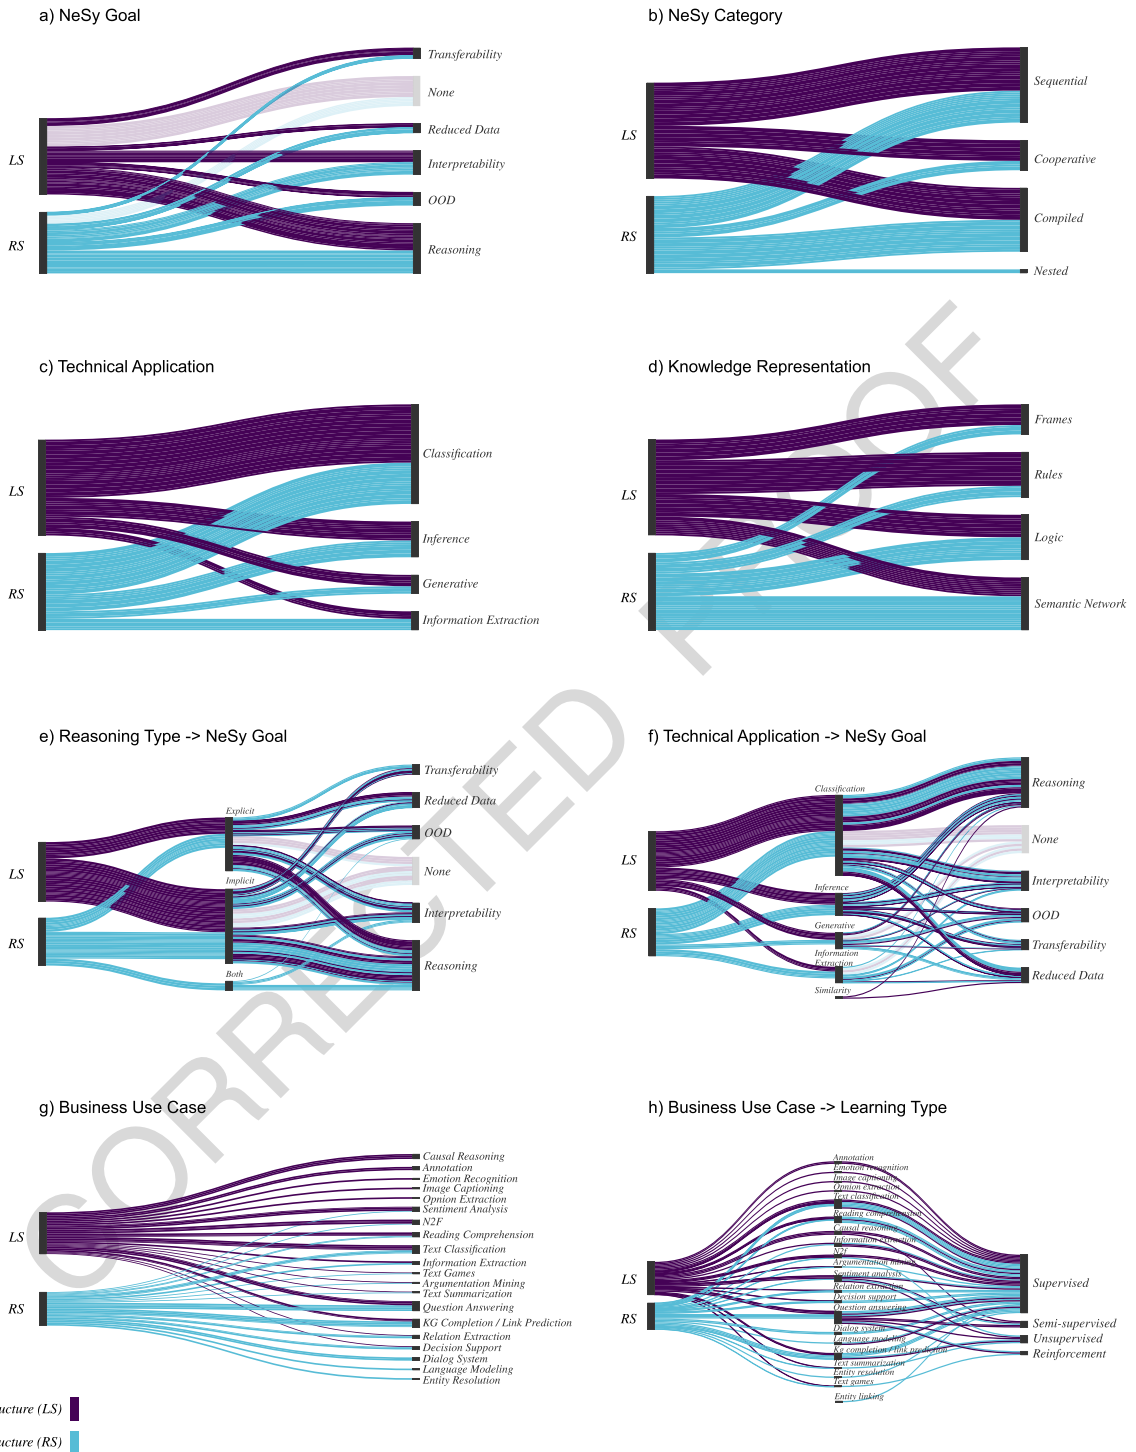 a) NeSy Goal
Transferability
None
Reduced Data
Interpretability
OOD
Reasoning
LS
RS
b) NeSy Category
Sequential
Cooperative
Compiled
Nested
LS
RS
c) Technical Application
Classification
Inference
Generative
Information Extraction
LS
RS
d) Knowledge Representation
Frames
Rules
Logic
Semantic Network
LS
RS
e) Reasoning Type -> NeSy Goal
Explicit
Implicit
Both
Transferability
Reduced Data
OOD
None
Interpretability
Reasoning
LS
RS
f) Technical Application -> NeSy Goal
Classification
Inference
Generative
Information
Extraction
Similarity
Reasoning
None
Interpretability
OOD
Transferability
Reduced Data
LS
RS
g) Business Use Case
Causal Reasoning
Annotation
Emotion Recognition
Image Captioning
Opnion Extraction
Sentiment Analysis
N2F
Reading Comprehension
Text Classification
Information Extraction
Text Games
Argumentation Mining
Text Summarization
Question Answering
KG Completion / Link Prediction
Relation Extraction
Decision Support
Dialog System
Language Modeling
Entity Resolution
LS
RS
h) Business Use Case -> Learning Type
Annotation
Emotion recognition
Image captioning
Opnion extraction
Text classification
Reading comprehension
Causal reasoning
Information extraction
N2f
Argumentation mining
Sentiment analysis
Relation extraction
Decision support
Question answering
Dialog system
Language modeling
Kg completion / link prediction
Text summarization
Entity resolution
Text games
Entity linking
Supervised
Semi-supervised
Unsupervised
Reinforcement
LS
RS
ucture (LS)
ucture (RS)
CORRECTED PROOF